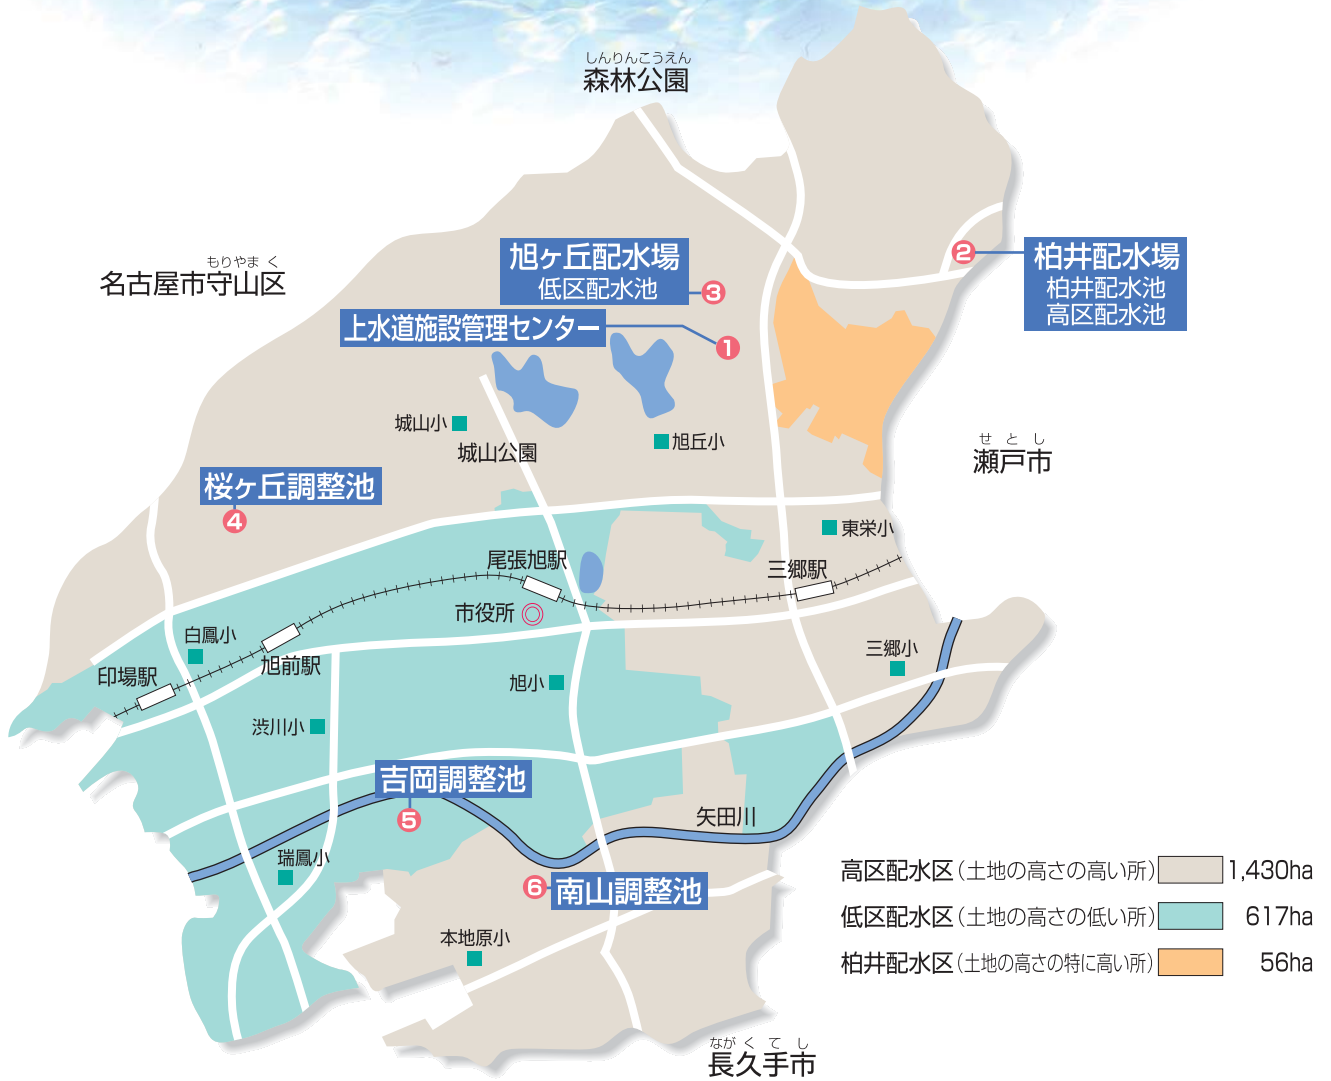 しんりんこうえん
森林公園
もりやま く
名古屋市守山区
旭ヶ丘配水場
低区配水池
3
2
柏井配水場
柏井配水池
高区配水池
上水道施設管理センター
1
城山小
城山公園
旭丘小
せ と し
瀬戸市
桜ヶ丘調整池
4
東栄小
尾張旭駅
三郷駅
市役所
白鳳小
旭前駅
三郷小
印場駅
旭小
渋川小
吉岡調整池
5
矢田川
瑞鳳小
6
南山調整池
本地原小
高区配水区(土地の高さの高い所) 1,430ha
低区配水区(土地の高さの低い所) 617ha
柏井配水区(土地の高さの特に高い所) 56ha
なが く て し
長久手市